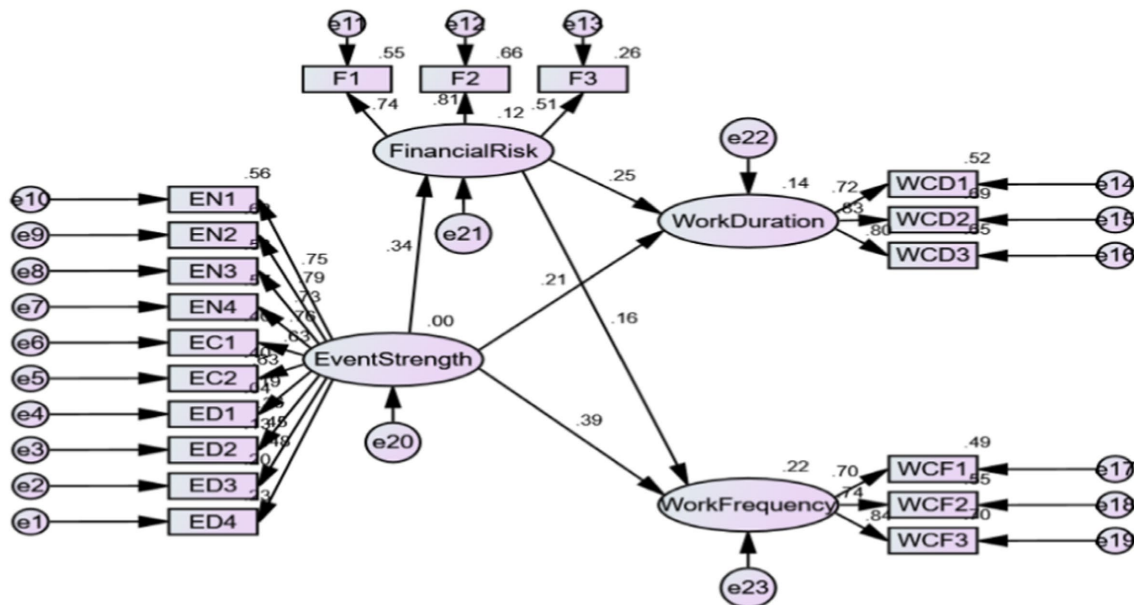 e11 e12 e13
.55 .66 .26
F1 F2 F3
.74 .81 .12 .51
FinancialRisk
e22
.56 .25 .14 .52
e10 EN1 .72 WCD1 e14
e9 EN2 WorkDuration .83 WCD2 e15
e21 .80 WCD3 e16
e8 EN3 .34
.75
.79 .21
.73
e7 EN4 .76 .00 .16
e6 EC1 .63 EventStrength
e5 EC2 .63
e4 ED1 .39
e3 ED2 e20 .49
e2 ED3 .22 .70 WCF1 e17
WorkFrequency .74 WCF2 .55 e18
e1 ED4 .84 WCF3 .70 e19
e23